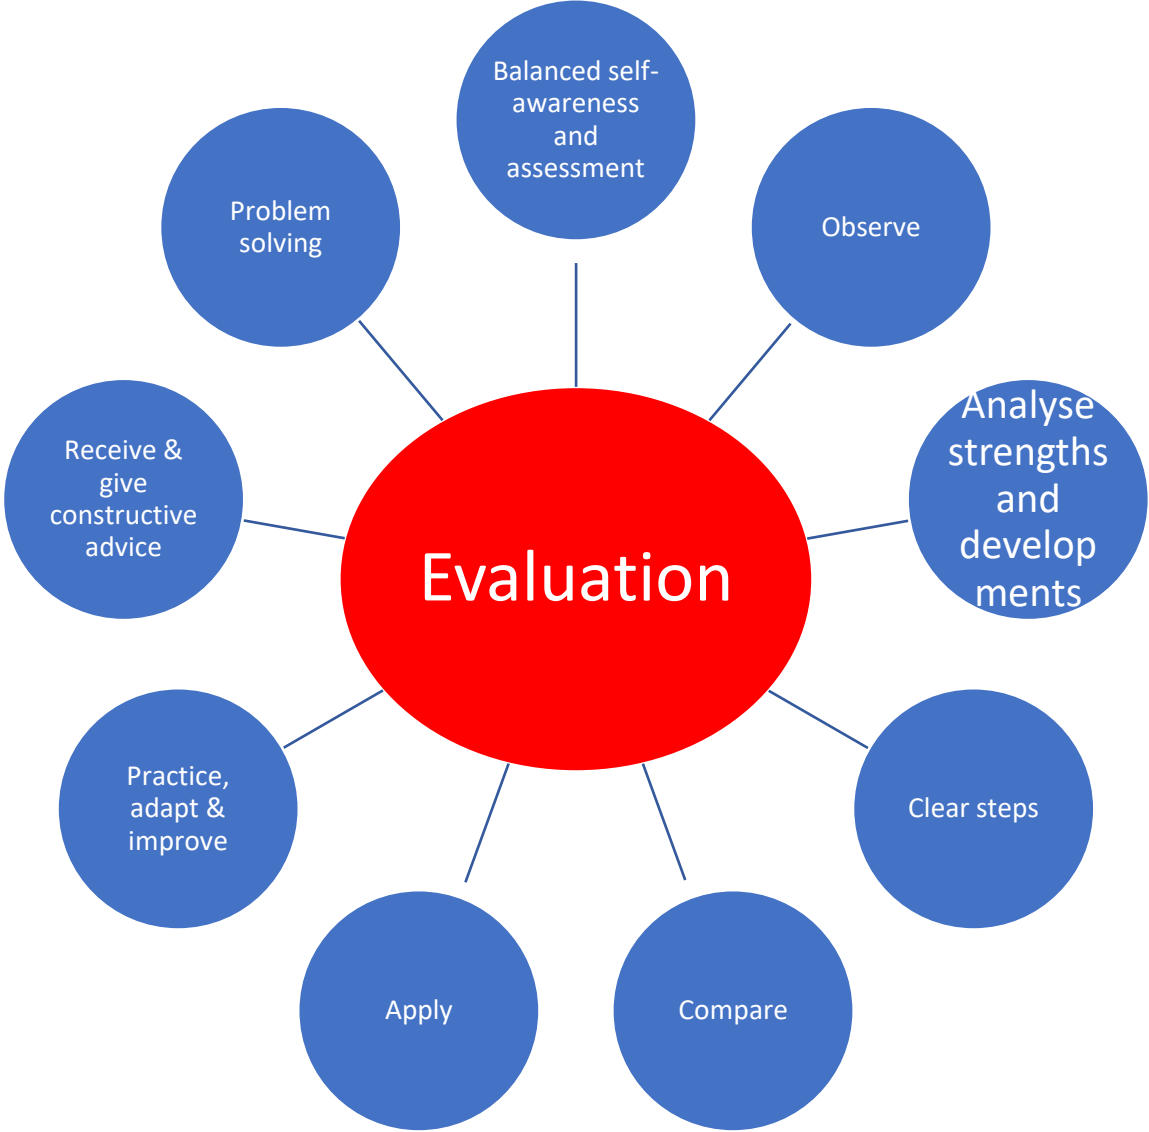 Balanced self-
awareness
and
assessment
Observe
Analyse
strengths
and
develop
ments
Clear steps
Compare
Apply
Practice,
adapt &
improve
Receive &
give
constructive
advice
Problem
solving
Evaluation